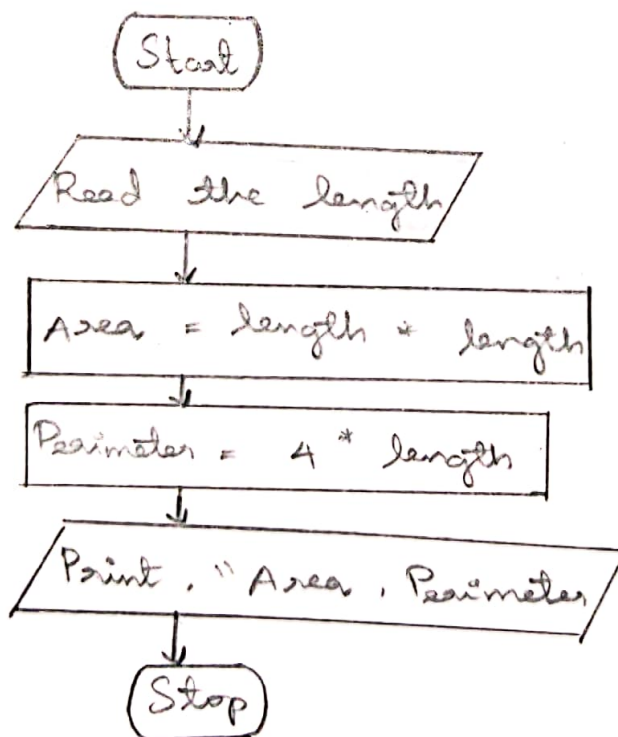 Start
Read the length
Area = length * length
Perimeter = 4 * length
Print, " Area, Perimeter
Stop